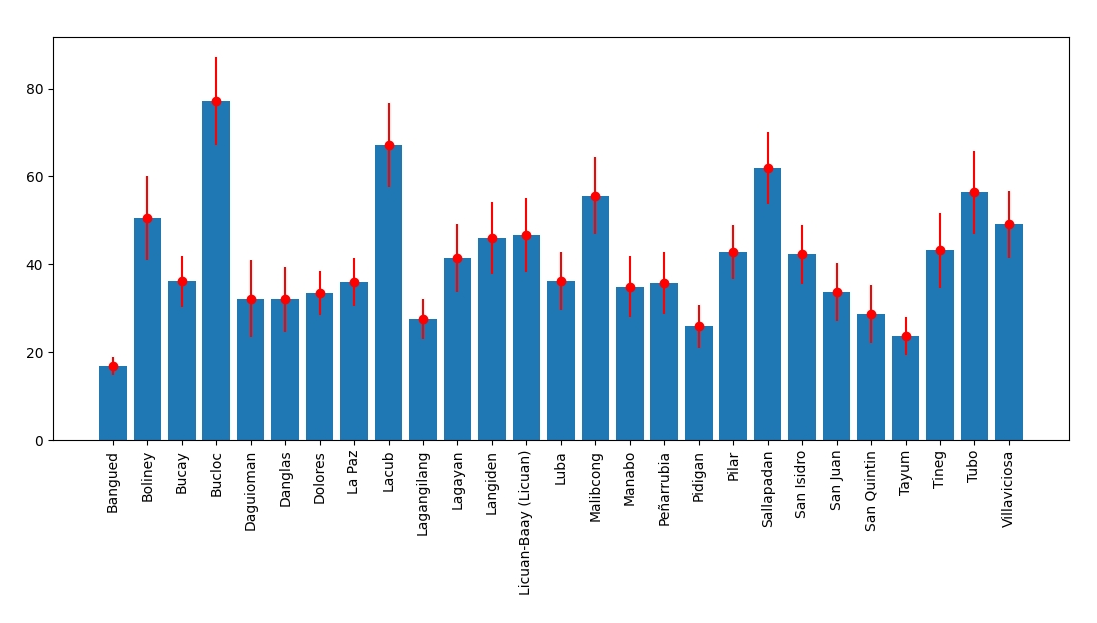 80
60
40
20
0
Bangued
Boliney
Bucay
Bucloc
Daguioman
Danglas
Dolores
La Paz
Lacub
Lagangilang
Lagayan
Langiden
Licuan-Baay (Licuan)
Luba
Malibcong
Manabo
Peñarrubia
Pidigan
Pilar
Sallapadan
San Isidro
San Juan
San Quintin
Tayum
Tineg
Tubo
Villaviciosa